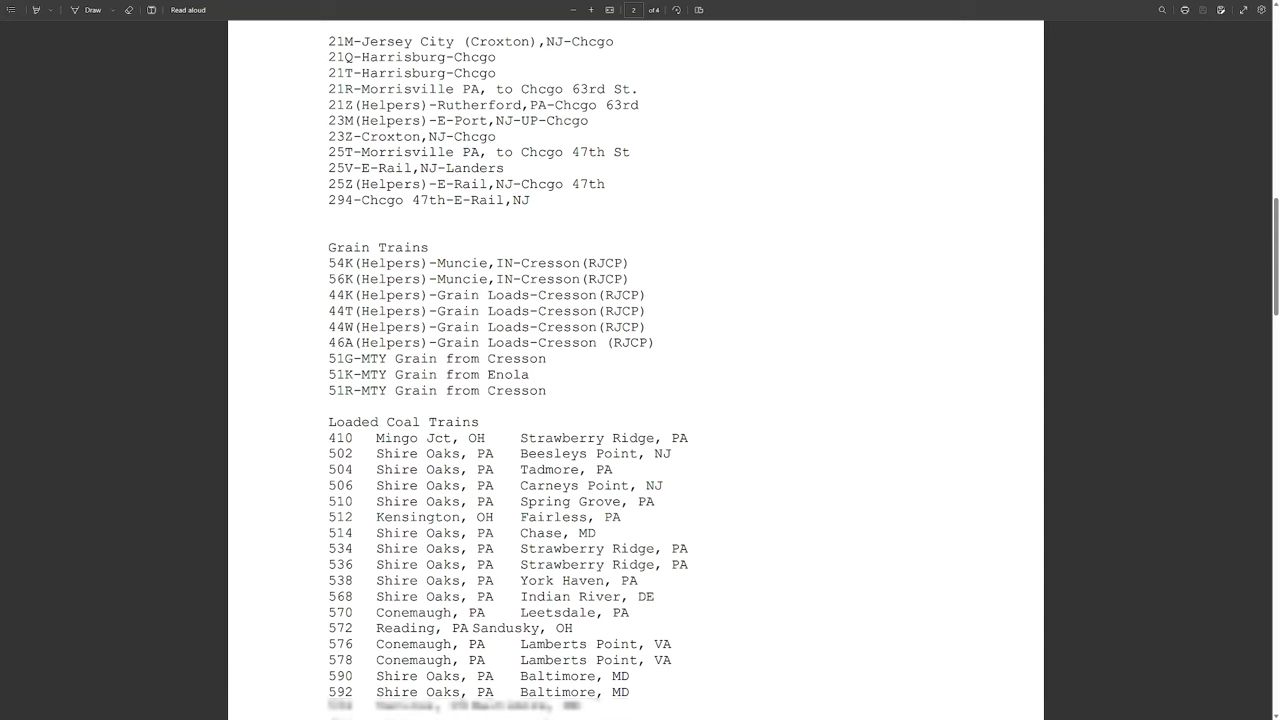 Draw
Read aloud
2 of 4
21M-Jersey City (Croxton),NJ-Chcgo
21Q-Harrisburg-Chcgo
21T-Harrisburg-Chcgo
21R-Morrisville PA, to Chcgo 63rd St.
21Z(Helpers)-Rutherford,PA-Chcgo 63rd
23M(Helpers)-E-Port,NJ-UP-Chcgo
23Z-Croxton,NJ-Chcgo
25T-Morrisville PA, to Chcgo 47th St
25V-E-Rail,NJ-Landers
25Z(Helpers)-E-Rail,NJ-Chcgo 47th
294-Chcgo 47th-E-Rail,NJ
Grain Trains
54K(Helpers)-Muncie,IN-Cresson(RJCP)
56K(Helpers)-Muncie,IN-Cresson(RJCP)
44K(Helpers)-Grain Loads-Cresson(RJCP)
44T(Helpers)-Grain Loads-Cresson(RJCP)
44W(Helpers)-Grain Loads-Cresson(RJCP)
46A(Helpers)-Grain Loads-Cresson (RJCP)
51G-MTY Grain from Cresson
51K-MTY Grain from Enola
51R-MTY Grain from Cresson
Loaded Coal Trains
410 Mingo Jct, OH Strawberry Ridge, PA
502 Shire Oaks, PA Beesleys Point, NJ
504 Shire Oaks, PA Tadmore, PA
506 Shire Oaks, PA Carneys Point, NJ
510 Shire Oaks, PA Spring Grove, PA
512 Kensington, OH Fairless, PA
514 Shire Oaks, PA Chase, MD
534 Shire Oaks, PA Strawberry Ridge, PA
536 Shire Oaks, PA Strawberry Ridge, PA
538 Shire Oaks, PA York Haven, PA
568 Shire Oaks, PA Indian River, DE
570 Conemaugh, PA Leetsdale, PA
572 Reading, PA Sandusky, OH
576 Conemaugh, PA Lamberts Point, VA
578 Conemaugh, PA Lamberts Point, VA
590 Shire Oaks, PA Baltimore, MD
592 Shire Oaks, PA Baltimore, MD